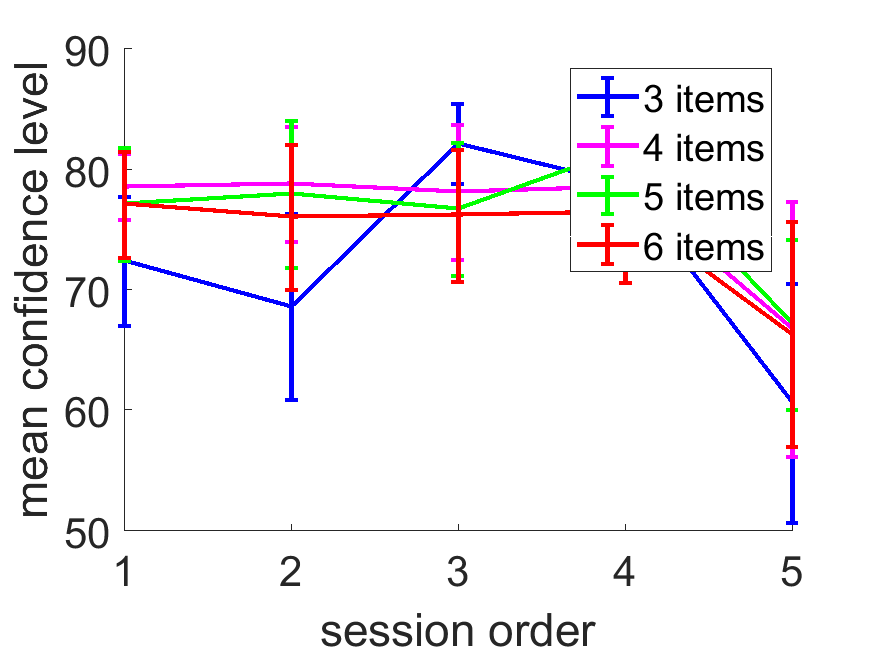 90
80
70
60
50
mean confidence level
3 items
4 items
5 items
6 items
1 2 3 4 5
session order